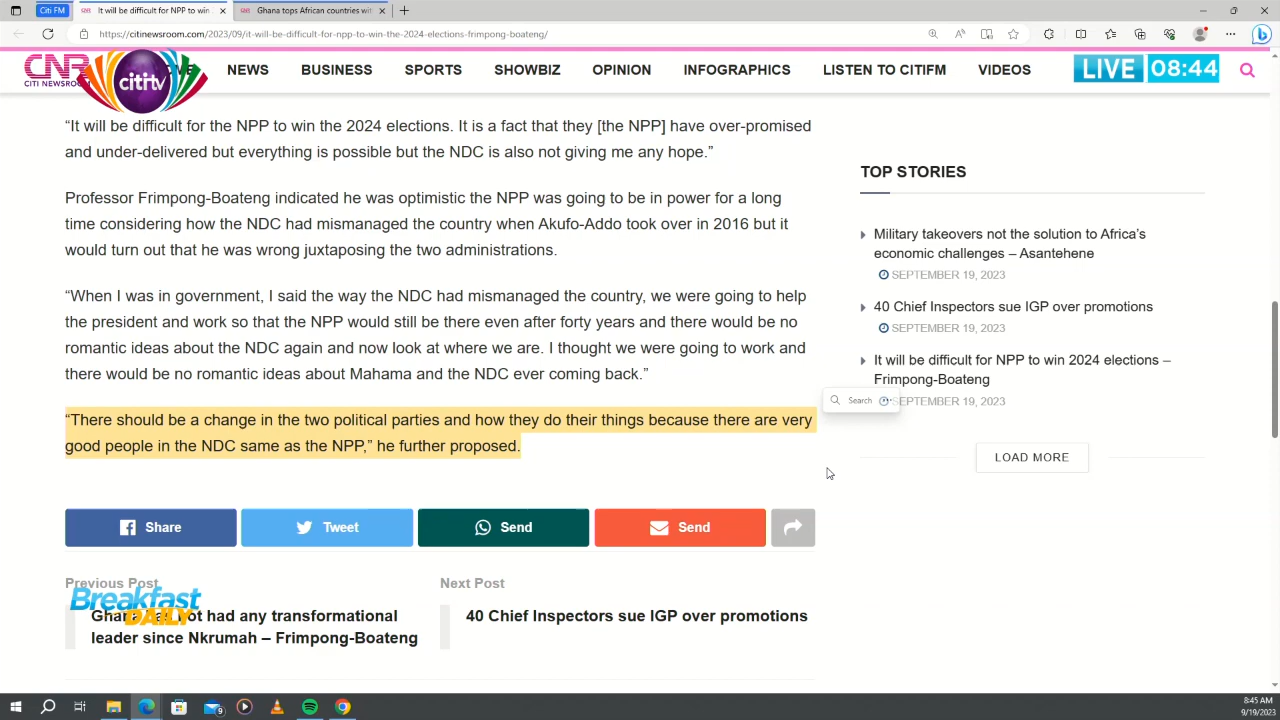 Citi FM
It will be difficult for NPP to win
Ghana tops African countries wit
https://citinewsroom.com/2023/09/it-will-be-difficult-for-npp-to-win-the-2024-elections-frimpong-boateng/
CNR
CITI NEWSROOM
citi tv
NEWS
BUSINESS
SPORTS
SHOWBIZ
OPINION
INFOGRAPHICS
LISTEN TO CITIFM
VIDEOS
LIVE 08:44
“It will be difficult for the NPP to win the 2024 elections. It is a fact that they [the NPP] have over-promised
and under-delivered but everything is possible but the NDC is also not giving me any hope.”
Professor Frimpong-Boateng indicated he was optimistic the NPP was going to be in power for a long
time considering how the NDC had mismanaged the country when Akufo-Addo took over in 2016 but it
would turn out that he was wrong juxtaposing the two administrations.
“When I was in government, I said the way the NDC had mismanaged the country, we were going to help
the president and work so that the NPP would still be there even after forty years and there would be no
romantic ideas about the NDC again and now look at where we are. I thought we were going to work and
there would be no romantic ideas about Mahama and the NDC ever coming back.”
“There should be a change in the two political parties and how they do their things because there are very
good people in the NDC same as the NPP,” he further proposed.
Share
Tweet
Send
Send
Previous Post
Breakfast
DAILY
had any transformational
leader since Nkrumah – Frimpong-Boateng
Next Post
40 Chief Inspectors sue IGP over promotions
TOP STORIES
Military takeovers not the solution to Africa’s
economic challenges – Asantehene
SEPTEMBER 19, 2023
40 Chief Inspectors sue IGP over promotions
SEPTEMBER 19, 2023
It will be difficult for NPP to win 2024 elections –
Frimpong-Boateng
Search
SEPTEMBER 19, 2023
LOAD MORE
8:45 AM
9/19/2023